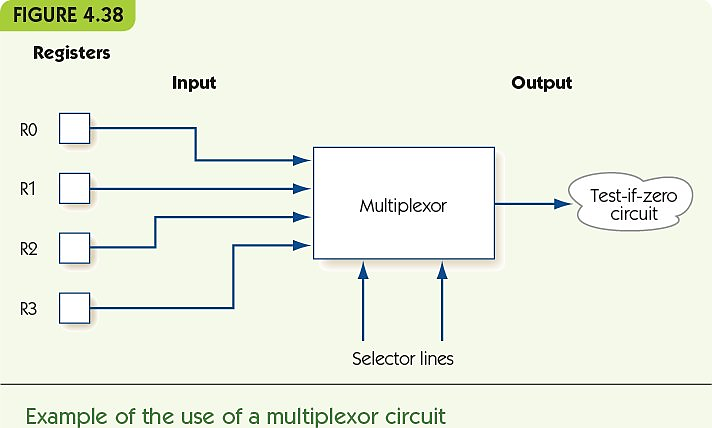 FIGURE 4.38
Registers
Input
Output
R0
R1
R2
R3
Multiplexor
Test-if-zero
circuit
Selector lines
Example of the use of a multiplexor circuit